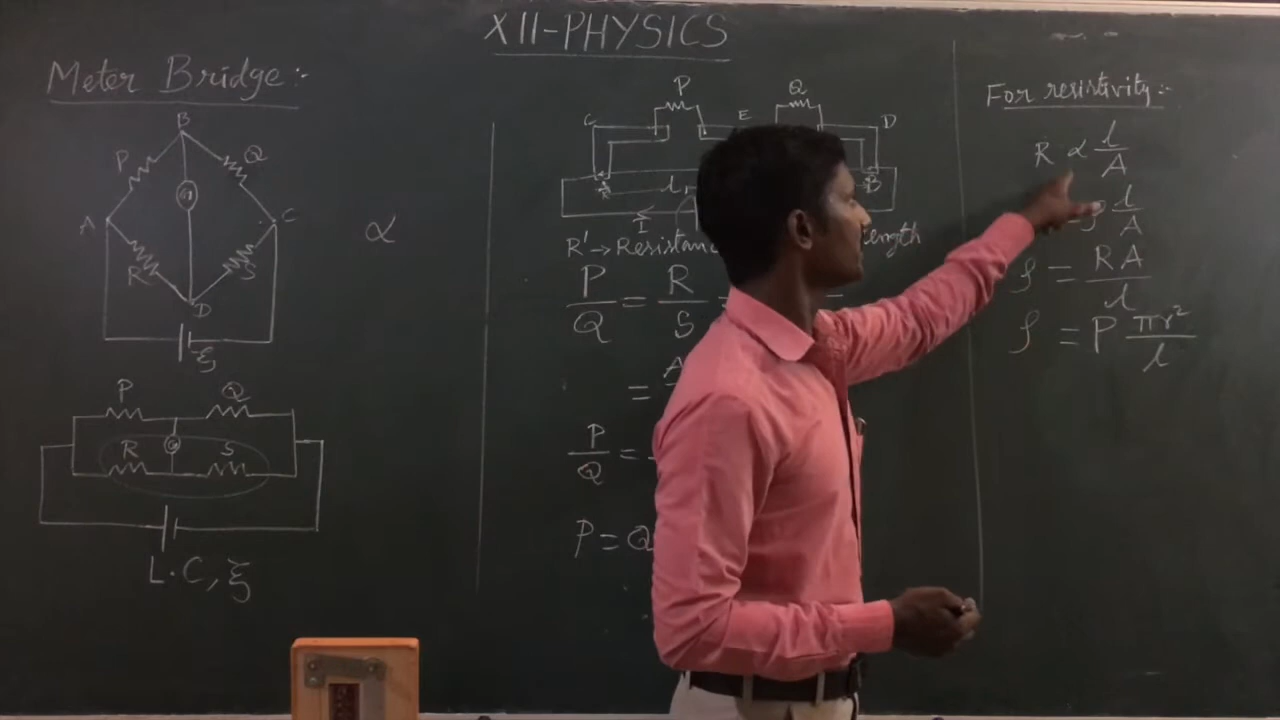 XII-PHYSICS
Meter Bridge:-
B
P Q
G
A C
R S
D
ξ
P Q
G
R S
L.C, ξ
∝
P Q
C E D
B
I
R' → Resistance length
P/Q = R/S =
=
P/Q =
P = Q
For resistivity:-
R ∝ l/A
ρ l/A
ρ = RA/l
ρ = P πr²/l